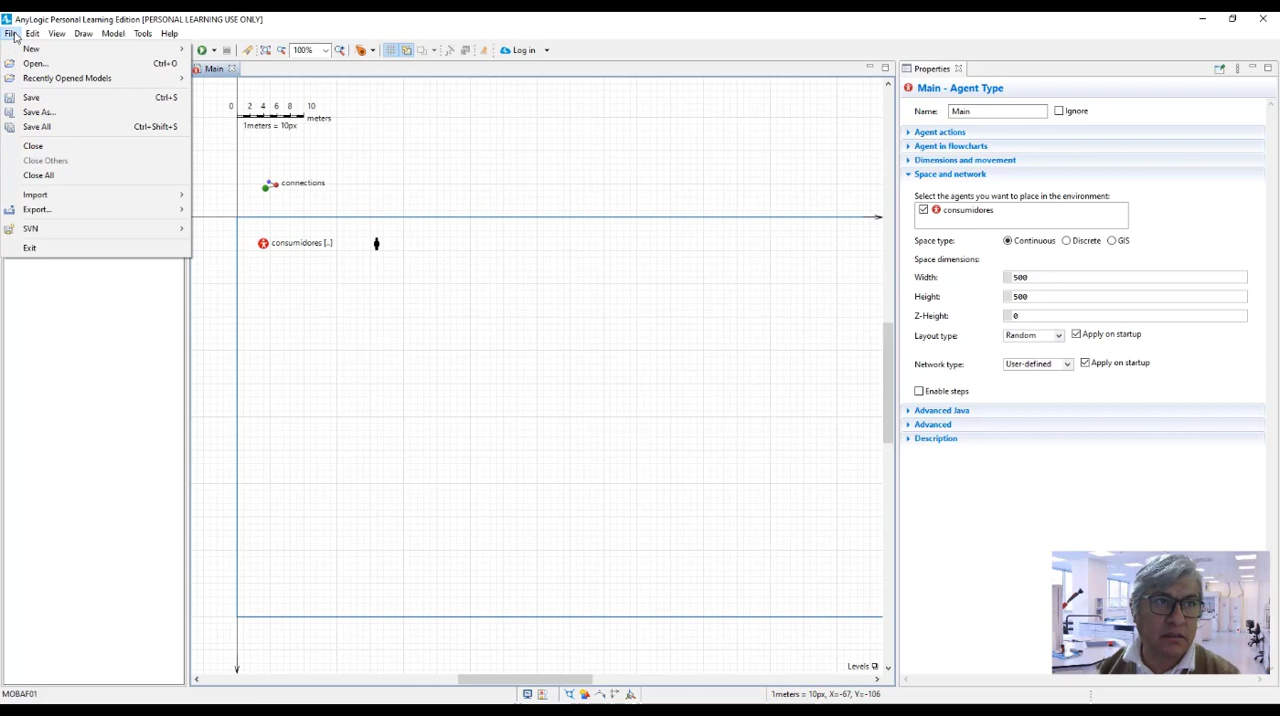 AnyLogic Personal Learning Edition [PERSONAL LEARNING USE ONLY]
File Edit View Draw Model Tools Help
New
Open... Ctrl+O
Recently Opened Models
Save Ctrl+S
Save As...
Save All Ctrl+Shift+S
Close
Close Others
Close All
Import
Export...
SVN
Exit
100%
Log in
Main
0 2 4 6 8 10
meters
1meters = 10px
connections
consumidores [..]
Levels
Properties
Main - Agent Type
Name: Main Ignore
Agent actions
Agent in flowcharts
Dimensions and movement
Space and network
Select the agents you want to place in the environment:
consumidores
Space type: Continuous Discrete GIS
Space dimensions:
Width: 500
Height: 500
Z-Height: 0
Layout type: Random Apply on startup
Network type: User-defined Apply on startup
Enable steps
Advanced Java
Advanced
Description
MOBAF01
1meters = 10px, X=-67, Y=-106